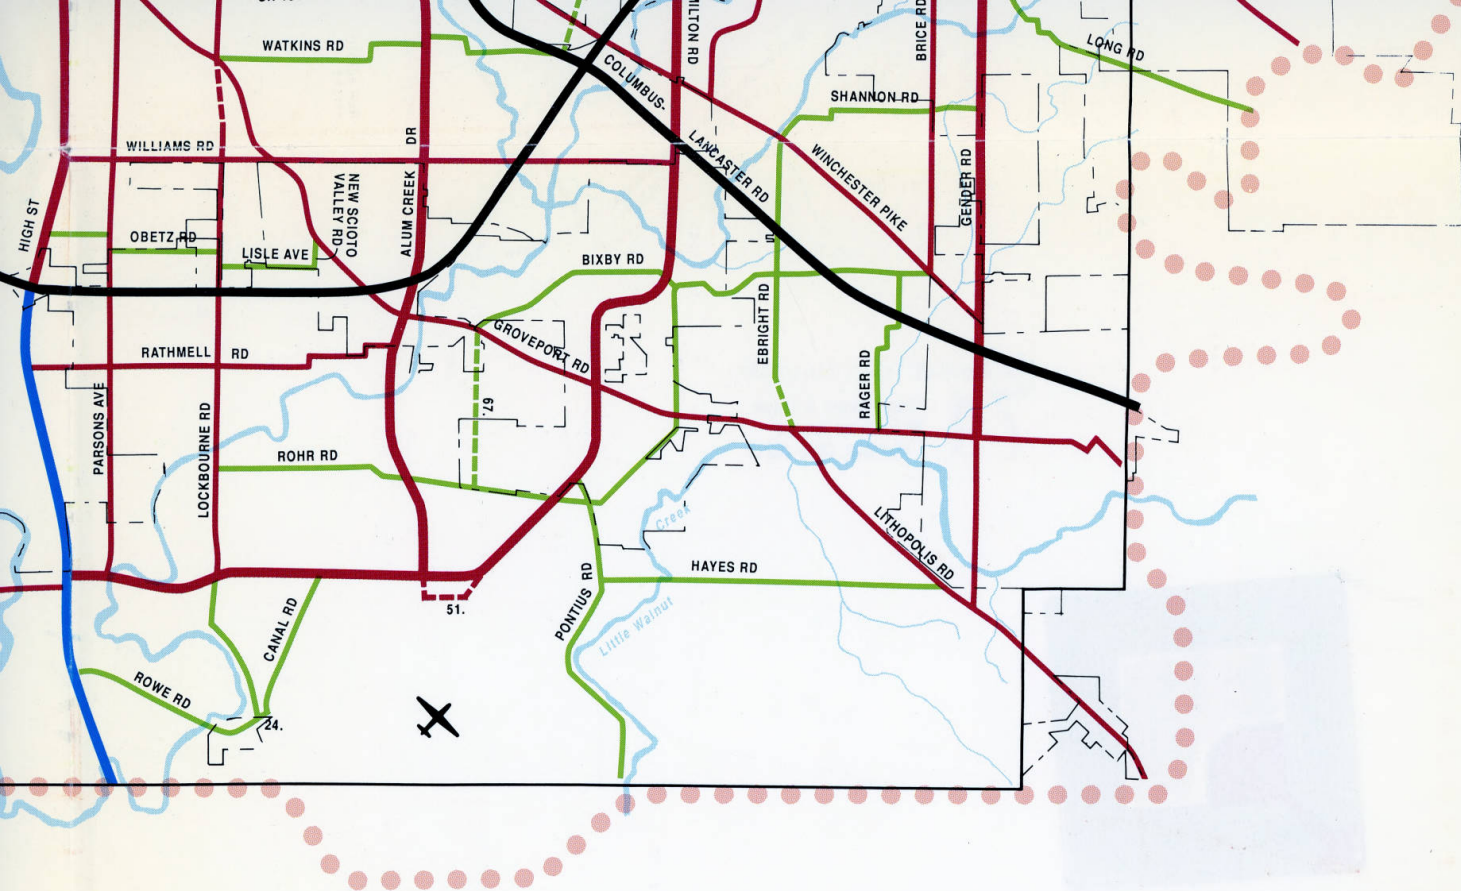 WATKINS RD
COLUMBUS-
LANCASTER RD
BRICE RD
LONG RD
SHANNON RD
WILLIAMS RD
DR
ALUM CREEK
NEW SCIOTO
VALLEY RD
WINCHESTER PIKE
GENDER RD
HIGH ST
OBETZ RD
LISLE AVE
BIXBY RD
EBRIGHT RD
GROVEPORT RD
RATHMELL RD
RAGER RD
PARSONS AVE
LOCKBOURNE RD
67.
ROHR RD
Creek
LITHOPOLIS RD
HAYES RD
PONTIUS RD
51.
CANAL RD
Little Walnut
ROWE RD
24.